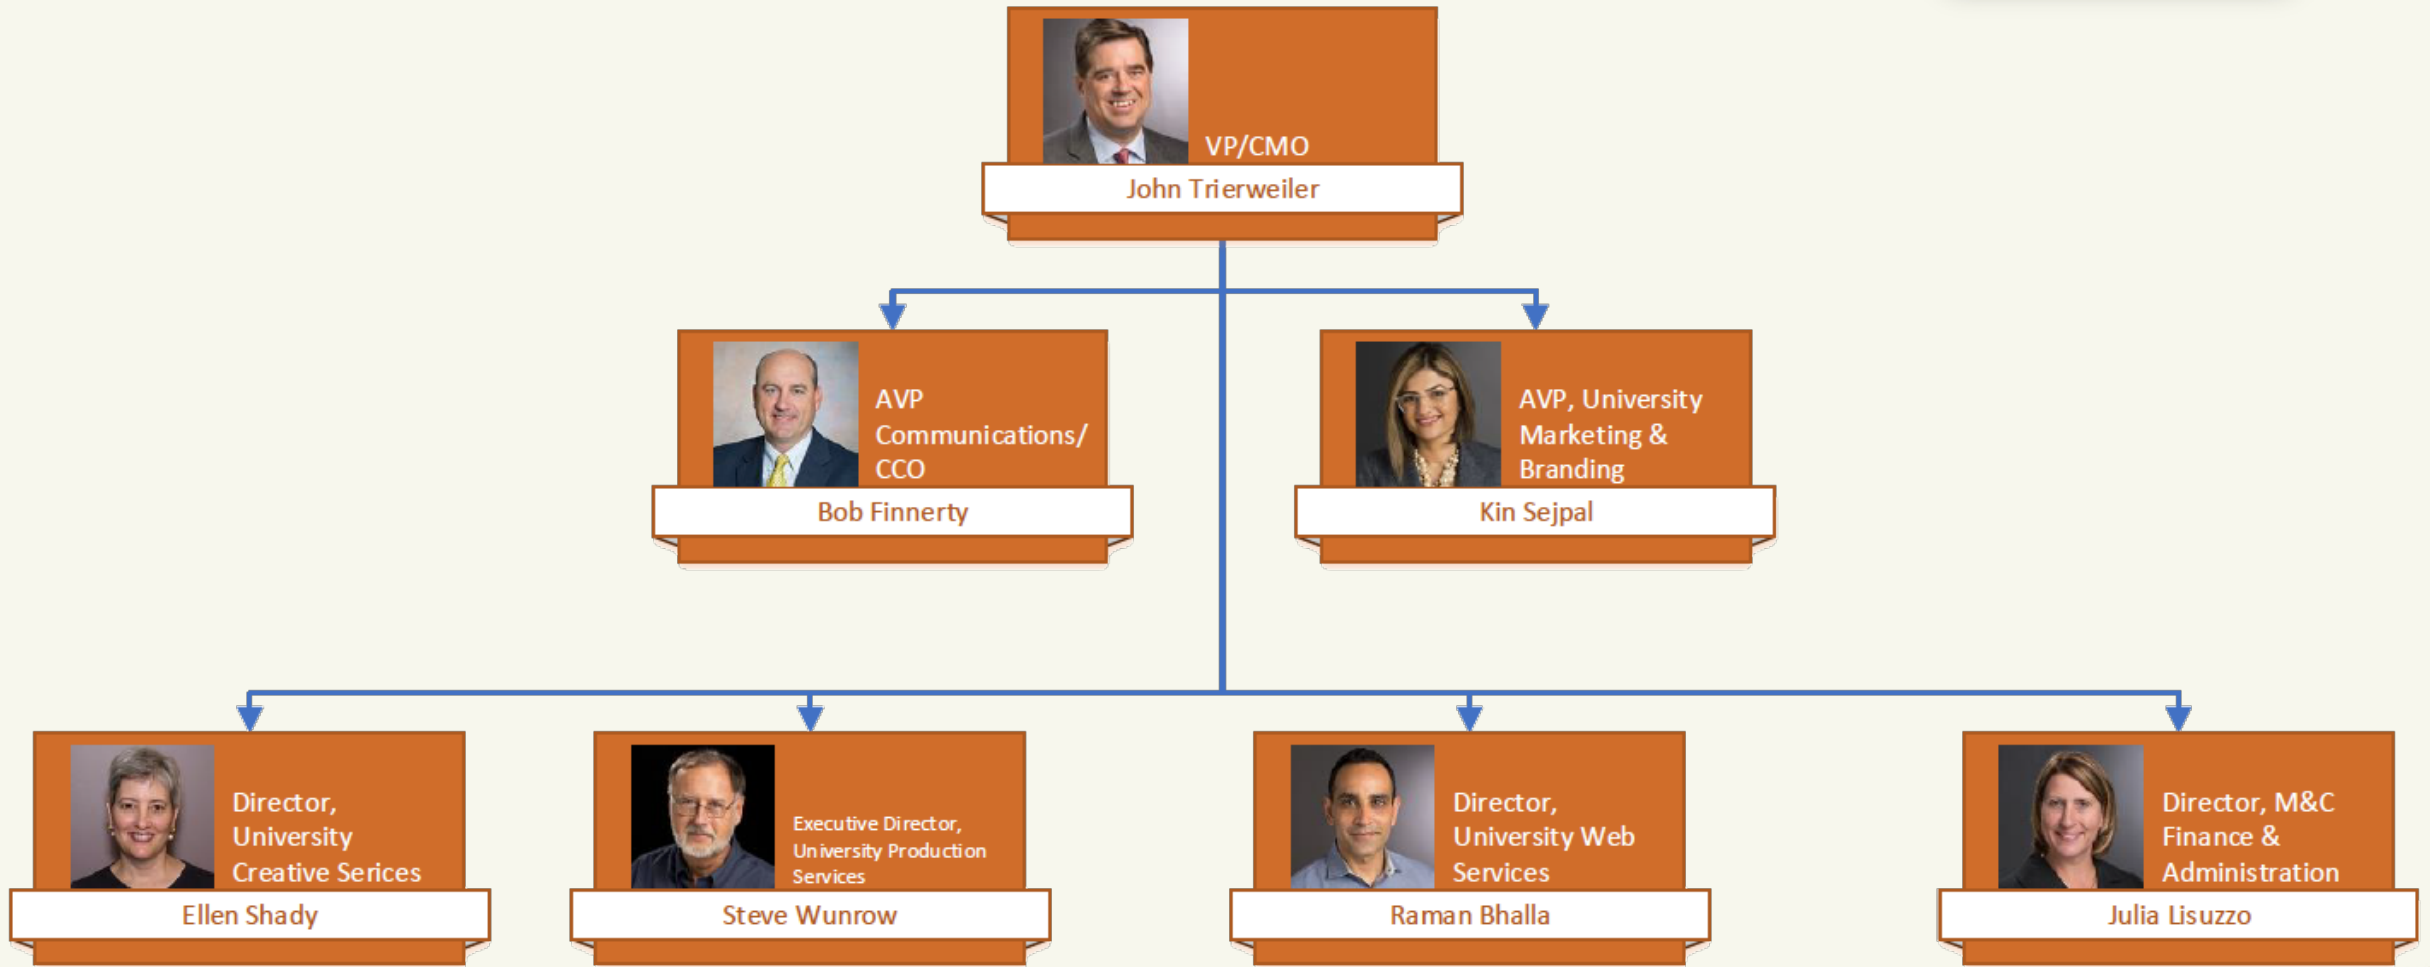 VP/CMO
John Trierweiler
AVP
Communications/
CCO
Bob Finnerty
AVP, University
Marketing &
Branding
Kin Sejpal
Director,
University
Creative Serices
Ellen Shady
Executive Director,
University Production
Services
Steve Wunrow
Director,
University Web
Services
Raman Bhalla
Director, M&C
Finance &
Administration
Julia Lisuzzo